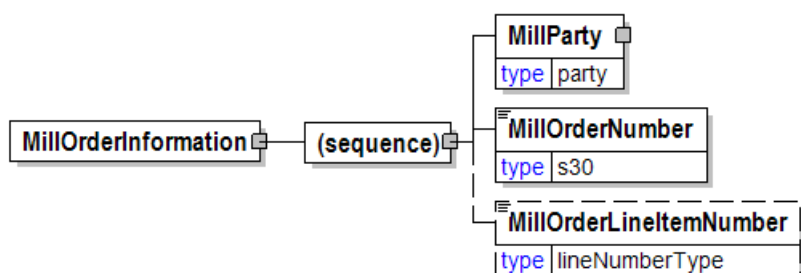 MillParty
type party
MillOrderInformation
(sequence)
MillOrderNumber
type s30
MillOrderLineItemNumber
type lineNumberType